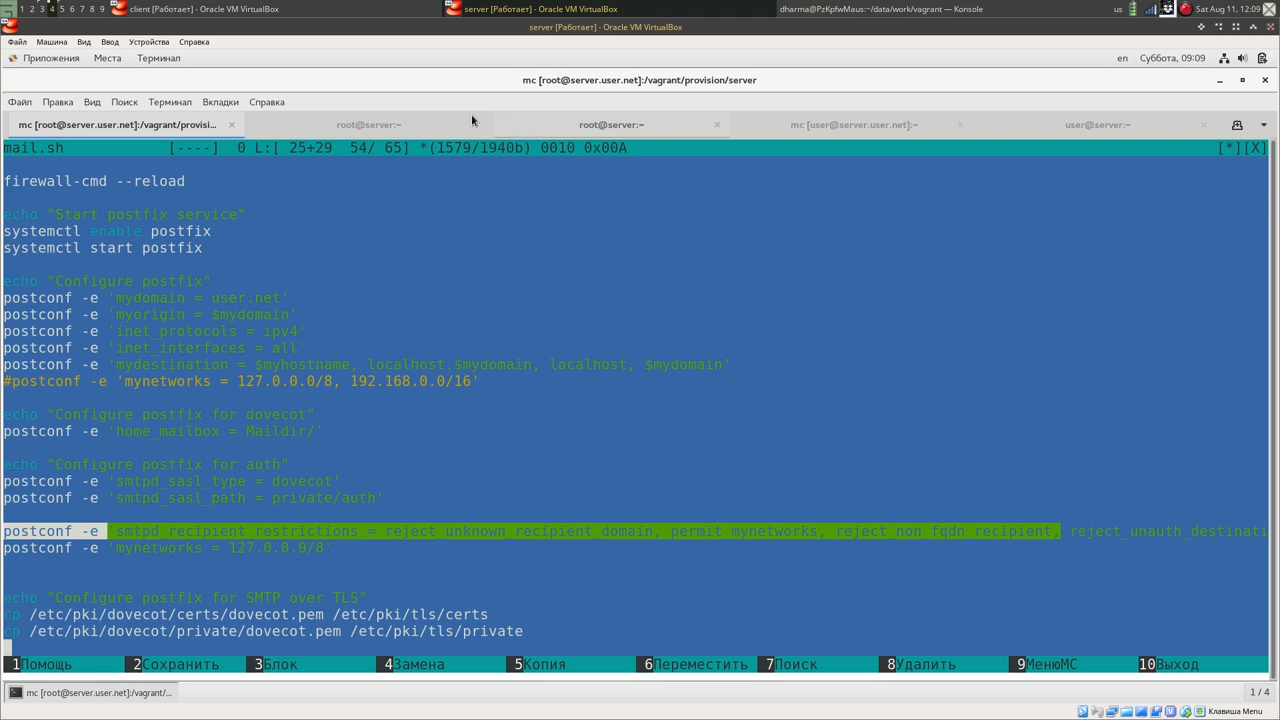 1 2 3 4 5 6 7 8 9 client [Работает] - Oracle VM VirtualBox server [Работает] - Oracle VM VirtualBox dharma@PzKpfwMaus:~/data/work/vagrant — Konsole us Sat Aug 11, 12:09
server [Работает] - Oracle VM VirtualBox
Файл Машина Вид Ввод Устройства Справка
Приложения Места Терминал en Суббота, 09:09
mc [root@server.user.net]:/vagrant/provision/server
Файл Правка Вид Поиск Терминал Вкладки Справка
mc [root@server.user.net]:/vagrant/provisi... × root@server:~ root@server:~ × mc [user@server.user.net]:~ × user@server:~ ×
mail.sh [----] 0 L:[ 25+29 54/ 65] *(1579/1940b) 0010 0x00A [*][X]
firewall-cmd --reload
echo "Start postfix service"
systemctl enable postfix
systemctl start postfix
echo "Configure postfix"
postconf -e 'mydomain = user.net'
postconf -e 'myorigin = $mydomain'
postconf -e 'inet_protocols = ipv4'
postconf -e 'inet_interfaces = all'
postconf -e 'mydestination = $myhostname, localhost.$mydomain, localhost, $mydomain'
#postconf -e 'mynetworks = 127.0.0.0/8, 192.168.0.0/16'
echo "Configure postfix for dovecot"
postconf -e 'home_mailbox = Maildir/'
echo "Configure postfix for auth"
postconf -e 'smtpd_sasl_type = dovecot'
postconf -e 'smtpd_sasl_path = private/auth'
postconf -e 'smtpd_recipient_restrictions = reject_unknown_recipient_domain, permit_mynetworks, reject_non_fqdn_recipient, reject_unauth_destinati
postconf -e 'mynetworks = 127.0.0.0/8'
echo "Configure postfix for SMTP over TLS"
cp /etc/pki/dovecot/certs/dovecot.pem /etc/pki/tls/certs
cp /etc/pki/dovecot/private/dovecot.pem /etc/pki/tls/private
1Помощь 2Сохранить 3Блок 4Замена 5Копия 6Переместить 7Поиск 8Удалить 9МенюMC 10Выход
mc [root@server.user.net]:/vagrant/... 1 / 4
Клавиша Menu